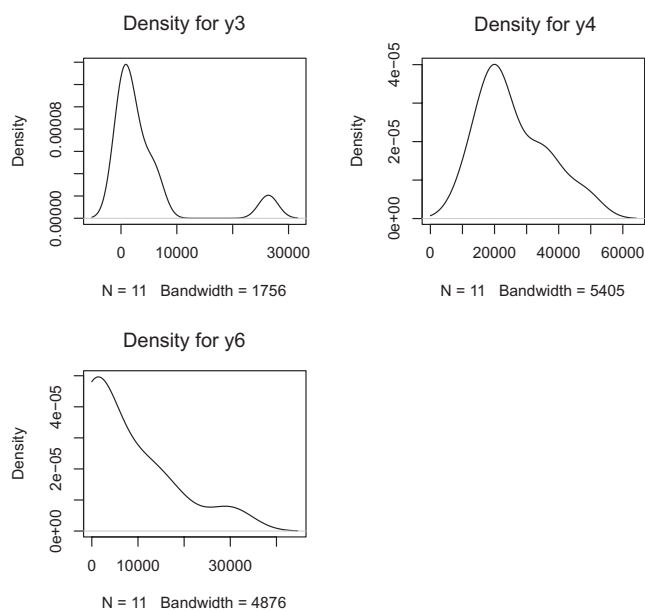 Density for y3
Density
0.00000
0.00008
0
10000
30000
N = 11 Bandwidth = 1756
Density for y4
Density
0e+00
2e−05
4e−05
0
20000
40000
60000
N = 11 Bandwidth = 5405
Density for y6
Density
0e+00
2e−05
4e−05
0
10000
30000
N = 11 Bandwidth = 4876